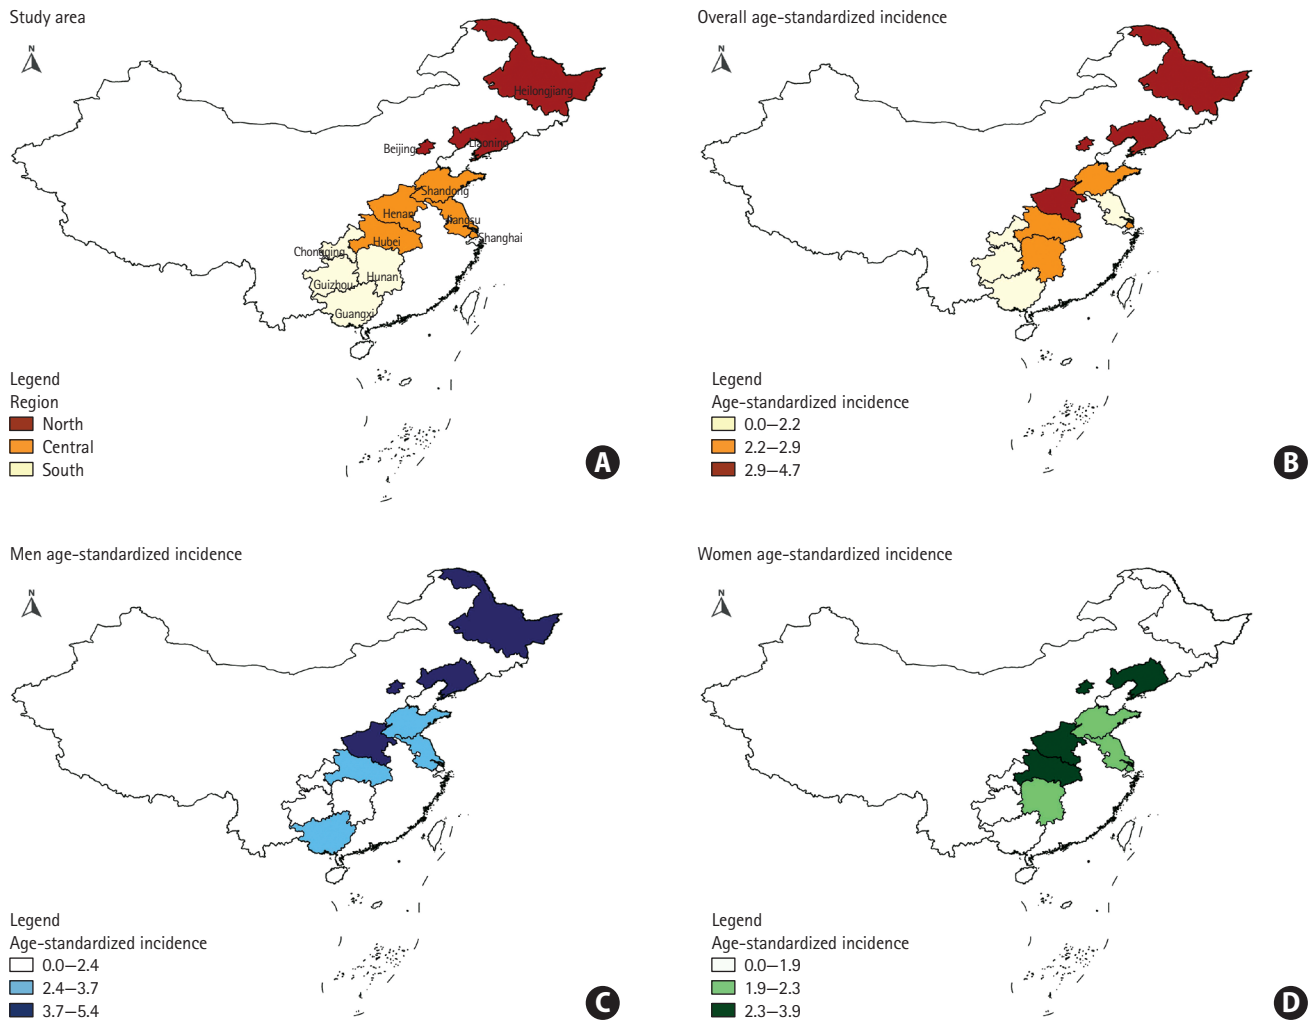 Study area
N
Heilongjiang
Liaoning
Beijing
Shandong
Henan
Jiangsu
Hubei
Shanghai
Chongqing
Hunan
Guizhou
Guangxi
Legend
Region
North
Central
South
A
Overall age-standardized incidence
N
Legend
Age-standardized incidence
0.0—2.2
2.2—2.9
2.9—4.7
B
Men age-standardized incidence
N
Legend
Age-standardized incidence
0.0—2.4
2.4—3.7
3.7—5.4
C
Women age-standardized incidence
N
Legend
Age-standardized incidence
0.0—1.9
1.9—2.3
2.3—3.9
D